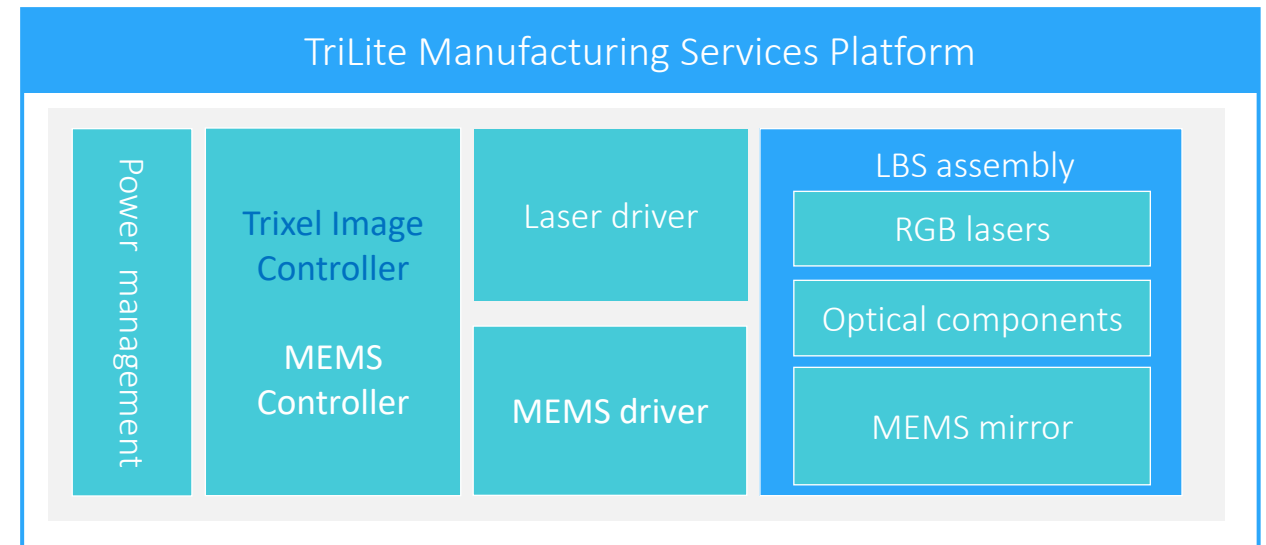 TriLite Manufacturing Services Platform
Power management
Trixel Image
Controller
MEMS
Controller
Laser driver
MEMS driver
LBS assembly
RGB lasers
Optical components
MEMS mirror